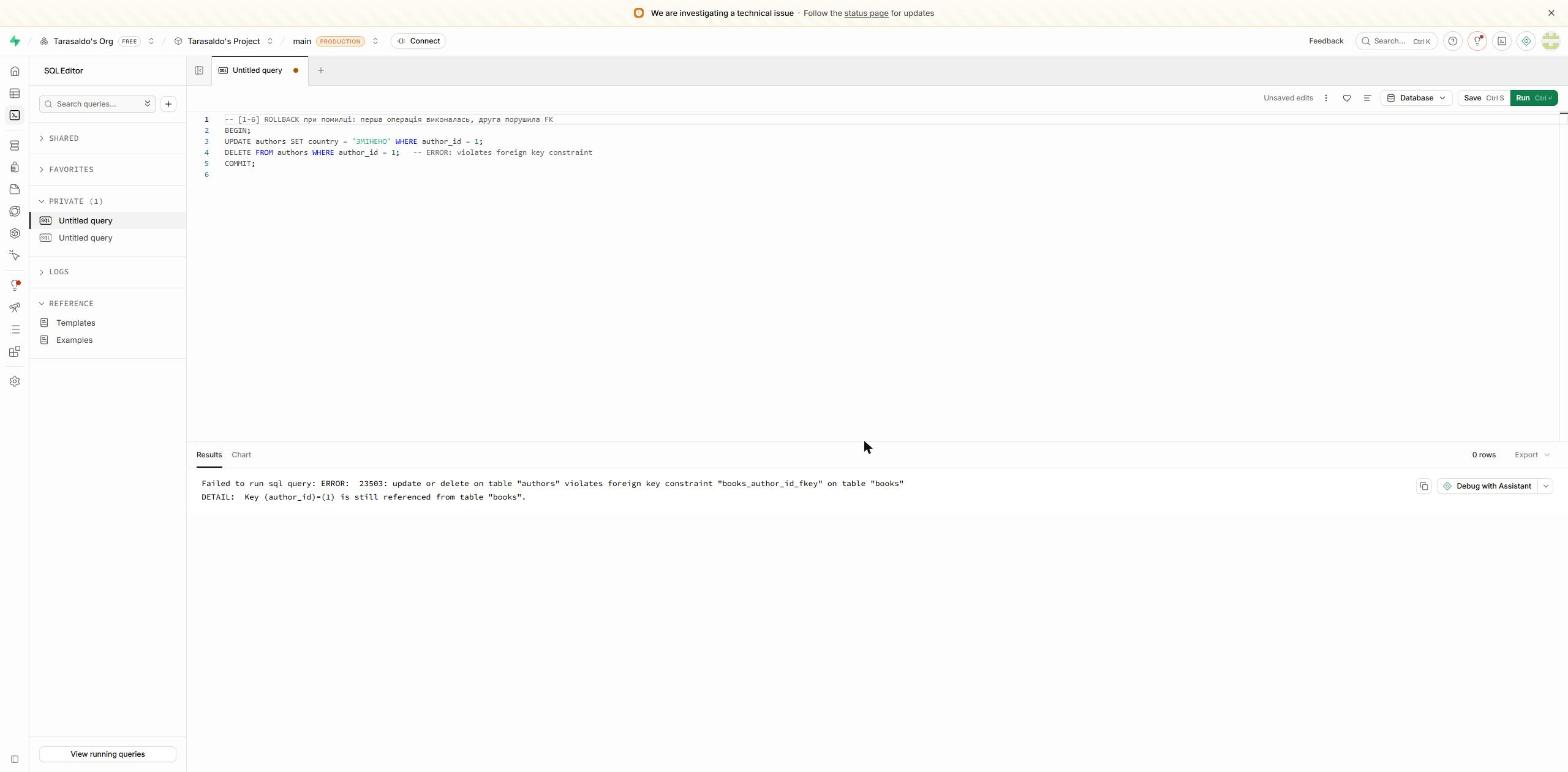 We are investigating a technical issue · Follow the status page for updates
Tarasaldo's Org FREE / Tarasaldo's Project / main PRODUCTION Connect
Feedback Search... Ctrl K
SQL Editor
Untitled query
Search queries...
Unsaved edits Database Save Ctrl S Run Ctrl ↵
SHARED
FAVORITES
PRIVATE (1)
Untitled query
Untitled query
LOGS
REFERENCE
Templates
Examples
View running queries
1 -- [1-6] ROLLBACK при помилці: перша операція виконалась, друга порушила FK
2 BEGIN;
3 UPDATE authors SET country = 'ЗМІНЕНО' WHERE author_id = 1;
4 DELETE FROM authors WHERE author_id = 1; -- ERROR: violates foreign key constraint
5 COMMIT;
6
Results Chart 0 rows Export
Failed to run sql query: ERROR: 23503: update or delete on table "authors" violates foreign key constraint "books_author_id_fkey" on table "books"
DETAIL: Key (author_id)=(1) is still referenced from table "books".
Debug with Assistant